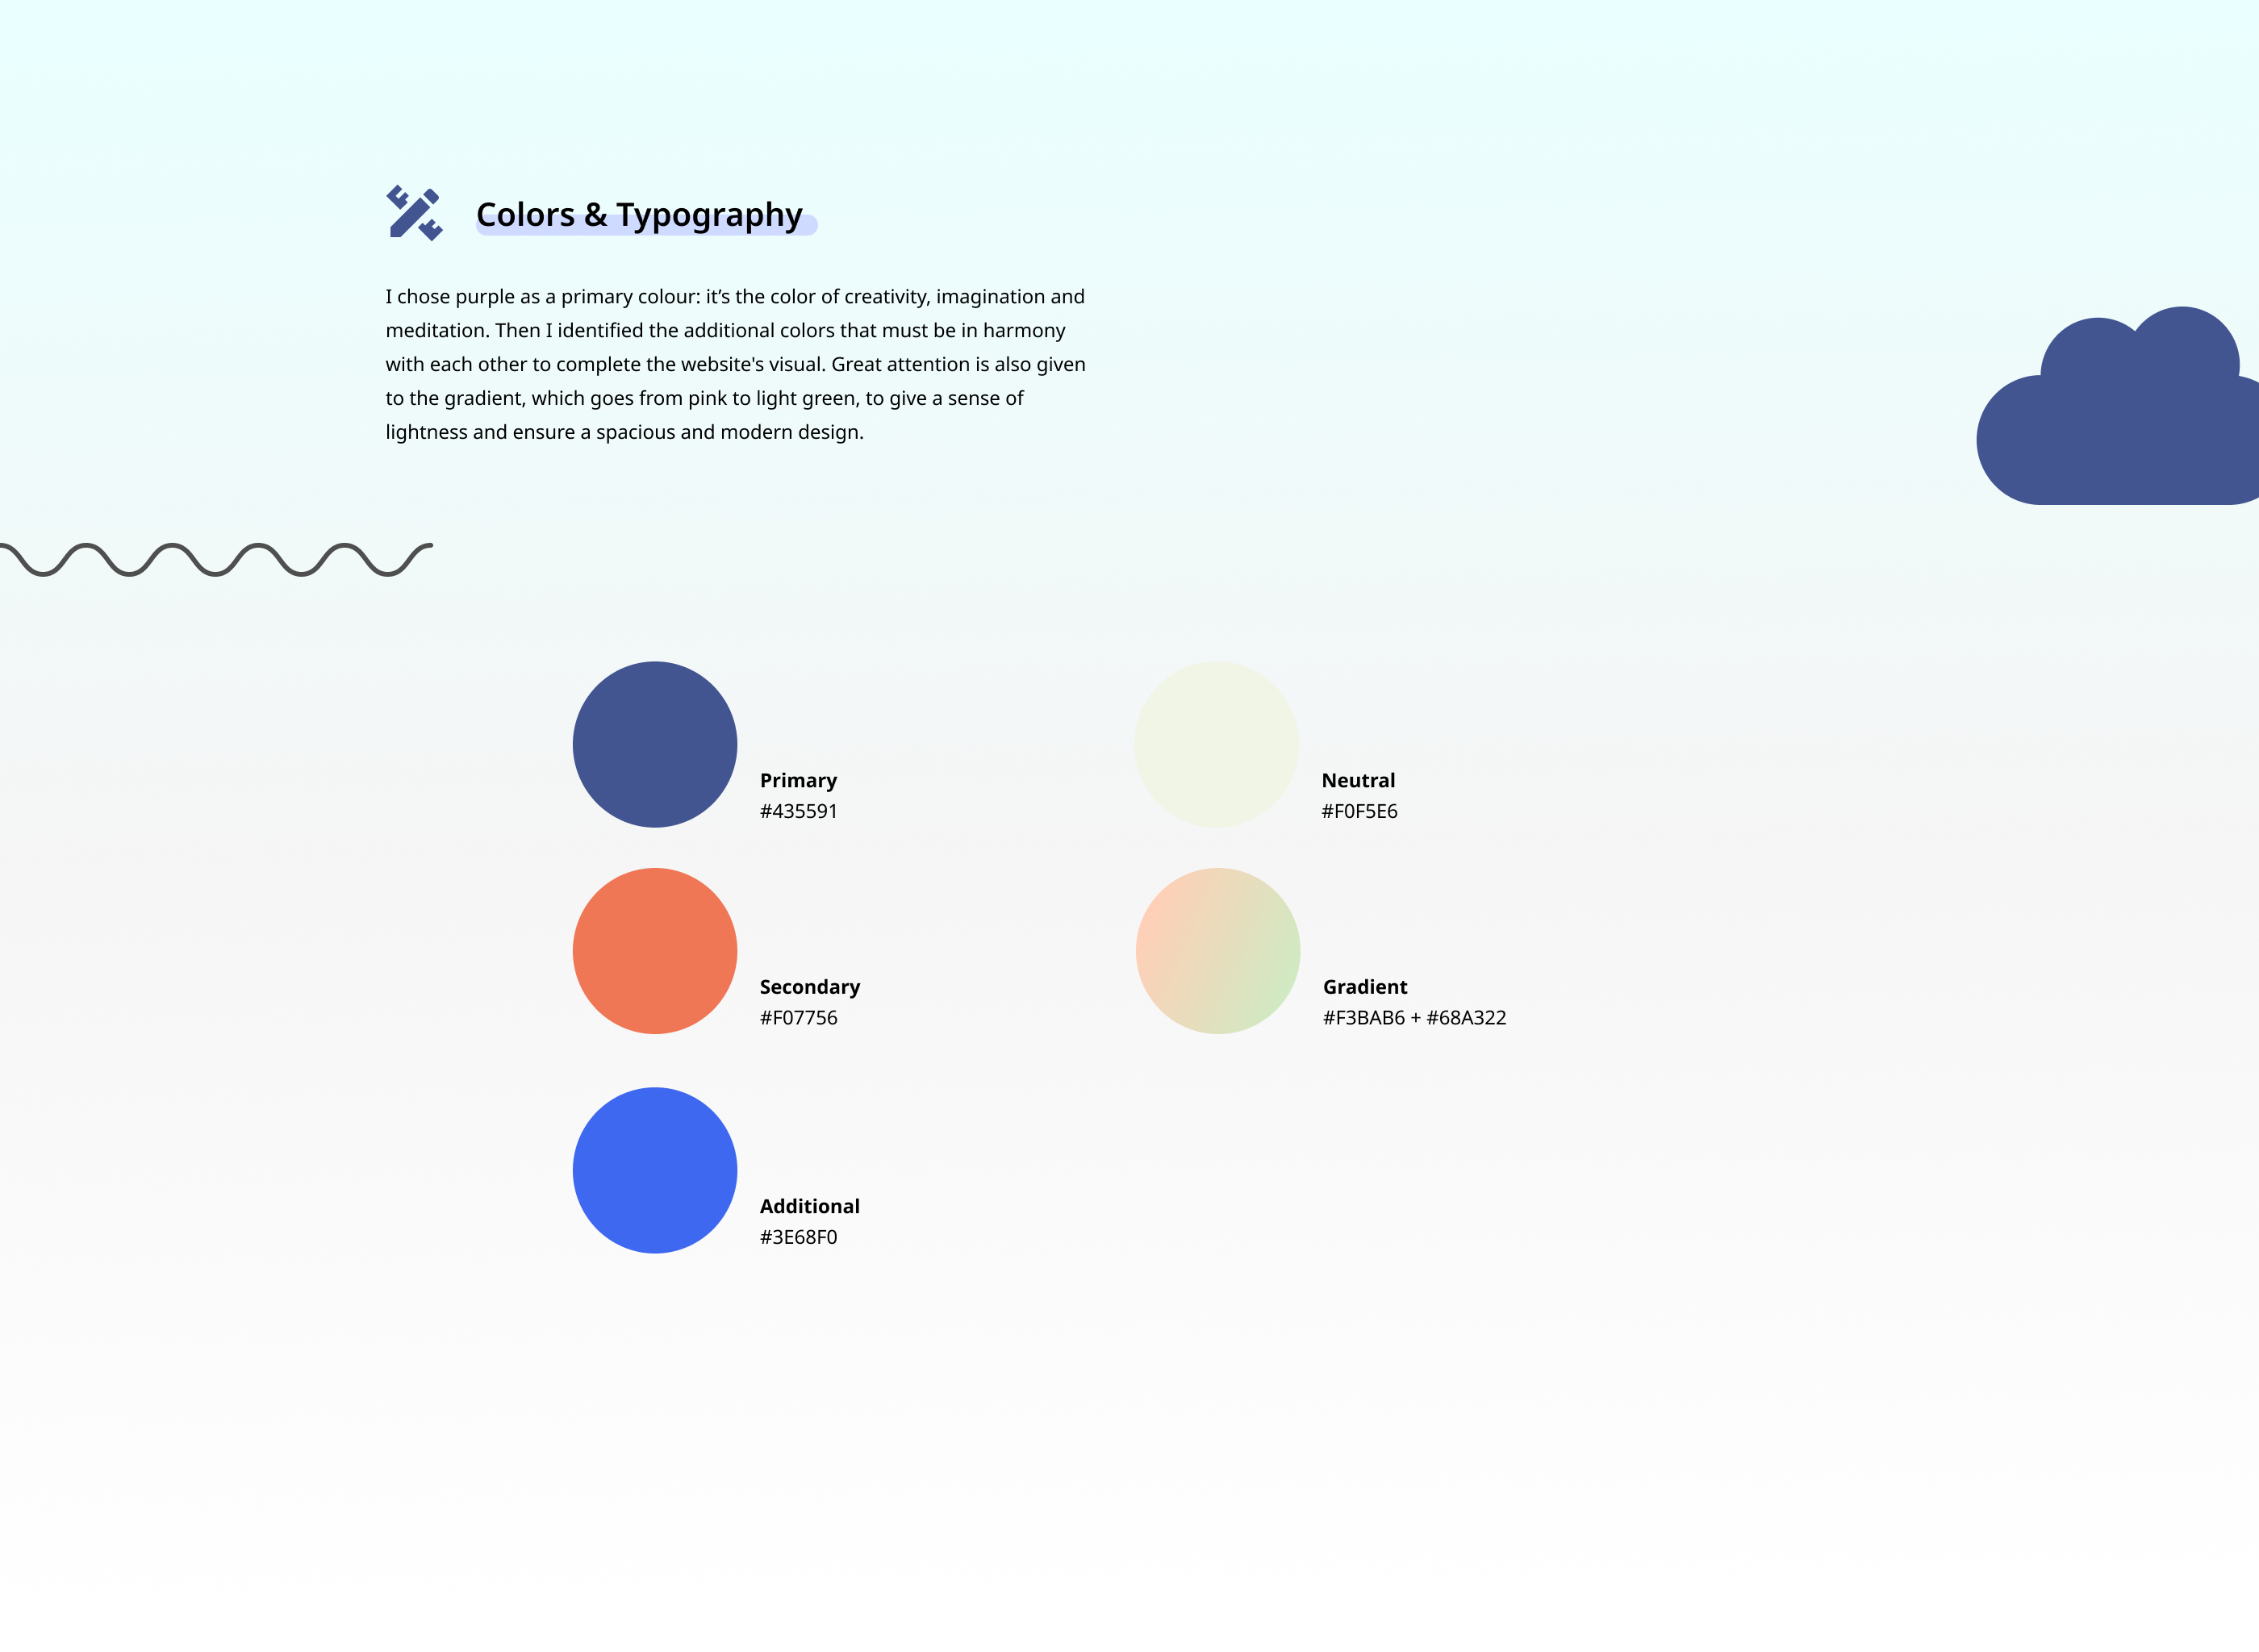 Colors & Typography
I chose purple as a primary colour: it’s the color of creativity, imagination and
meditation. Then I identified the additional colors that must be in harmony
with each other to complete the website's visual. Great attention is also given
to the gradient, which goes from pink to light green, to give a sense of
lightness and ensure a spacious and modern design.
Primary
#435591
Neutral
#F0F5E6
Secondary
#F07756
Gradient
#F3BAB6 + #68A322
Additional
#3E68F0